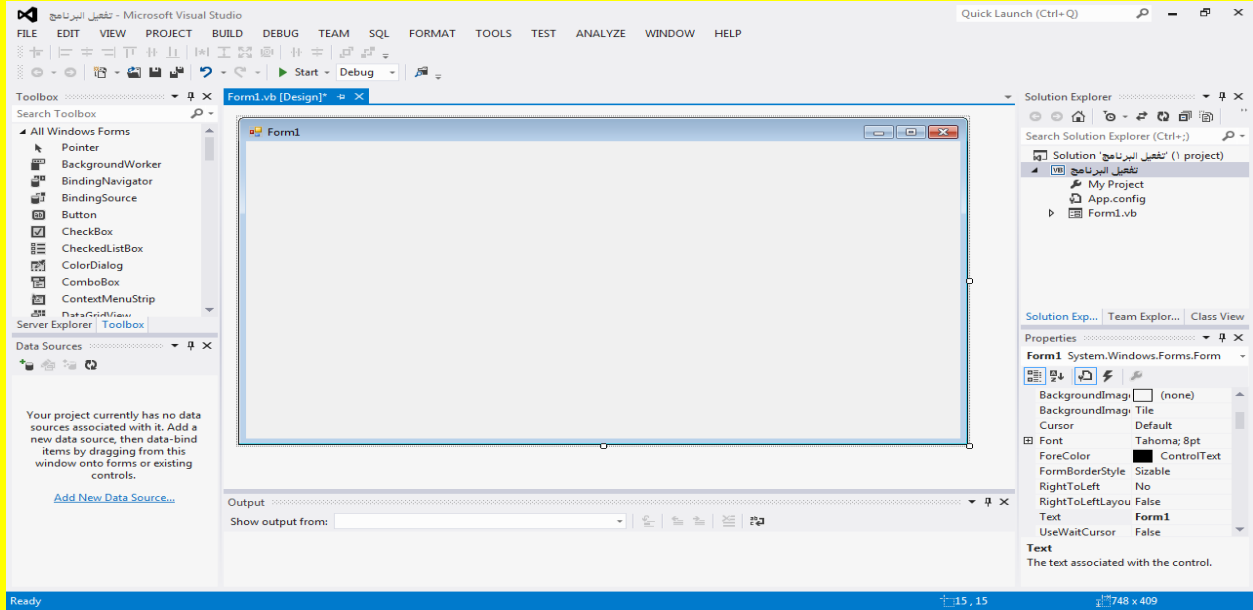 تفعيل البرنامج - Microsoft Visual Studio
Quick Launch (Ctrl+Q)
FILE EDIT VIEW PROJECT BUILD DEBUG TEAM SQL FORMAT TOOLS TEST ANALYZE WINDOW HELP
Start Debug
Toolbox
Search Toolbox
All Windows Forms
Pointer
BackgroundWorker
BindingNavigator
BindingSource
Button
CheckBox
CheckedListBox
ColorDialog
ComboBox
ContextMenuStrip
DataGridView
Server Explorer Toolbox
Data Sources
Your project currently has no data
sources associated with it. Add a
new data source, then data-bind
items by dragging from this
window onto forms or existing
controls.
Add New Data Source...
Form1.vb [Design]*
Form1
Output
Show output from:
Solution Explorer
Search Solution Explorer (Ctrl+;)
Solution 'تفعيل البرنامج' (١ project)
تفعيل البرنامج
My Project
App.config
Form1.vb
Solution Exp... Team Explor... Class View
Properties
Form1 System.Windows.Forms.Form
BackgroundImag (none)
BackgroundImag Tile
Cursor Default
Font Tahoma; 8pt
ForeColor ControlText
FormBorderStyle Sizable
RightToLeft No
RightToLeftLayou False
Text Form1
UseWaitCursor False
Text
The text associated with the control.
Ready
15 , 15
748 x 409